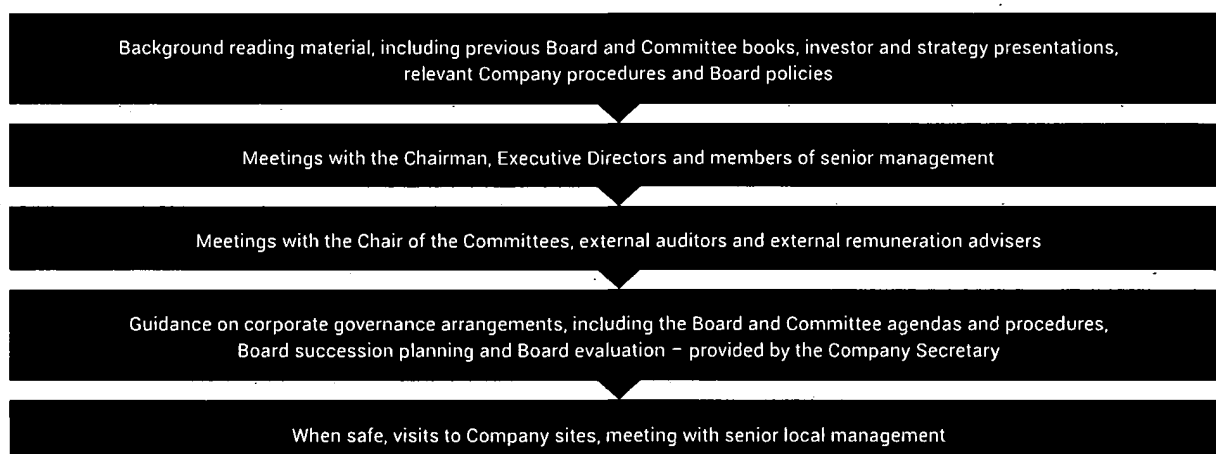 Background reading material, including previous Board and Committee books, investor and strategy presentations,
relevant Company procedures and Board policies
Meetings with the Chairman, Executive Directors and members of senior management
Meetings with the Chair of the Committees, external auditors and external remuneration advisers
Guidance on corporate governance arrangements, including the Board and Committee agendas and procedures,
Board succession planning and Board evaluation – provided by the Company Secretary
When safe, visits to Company sites, meeting with senior local management